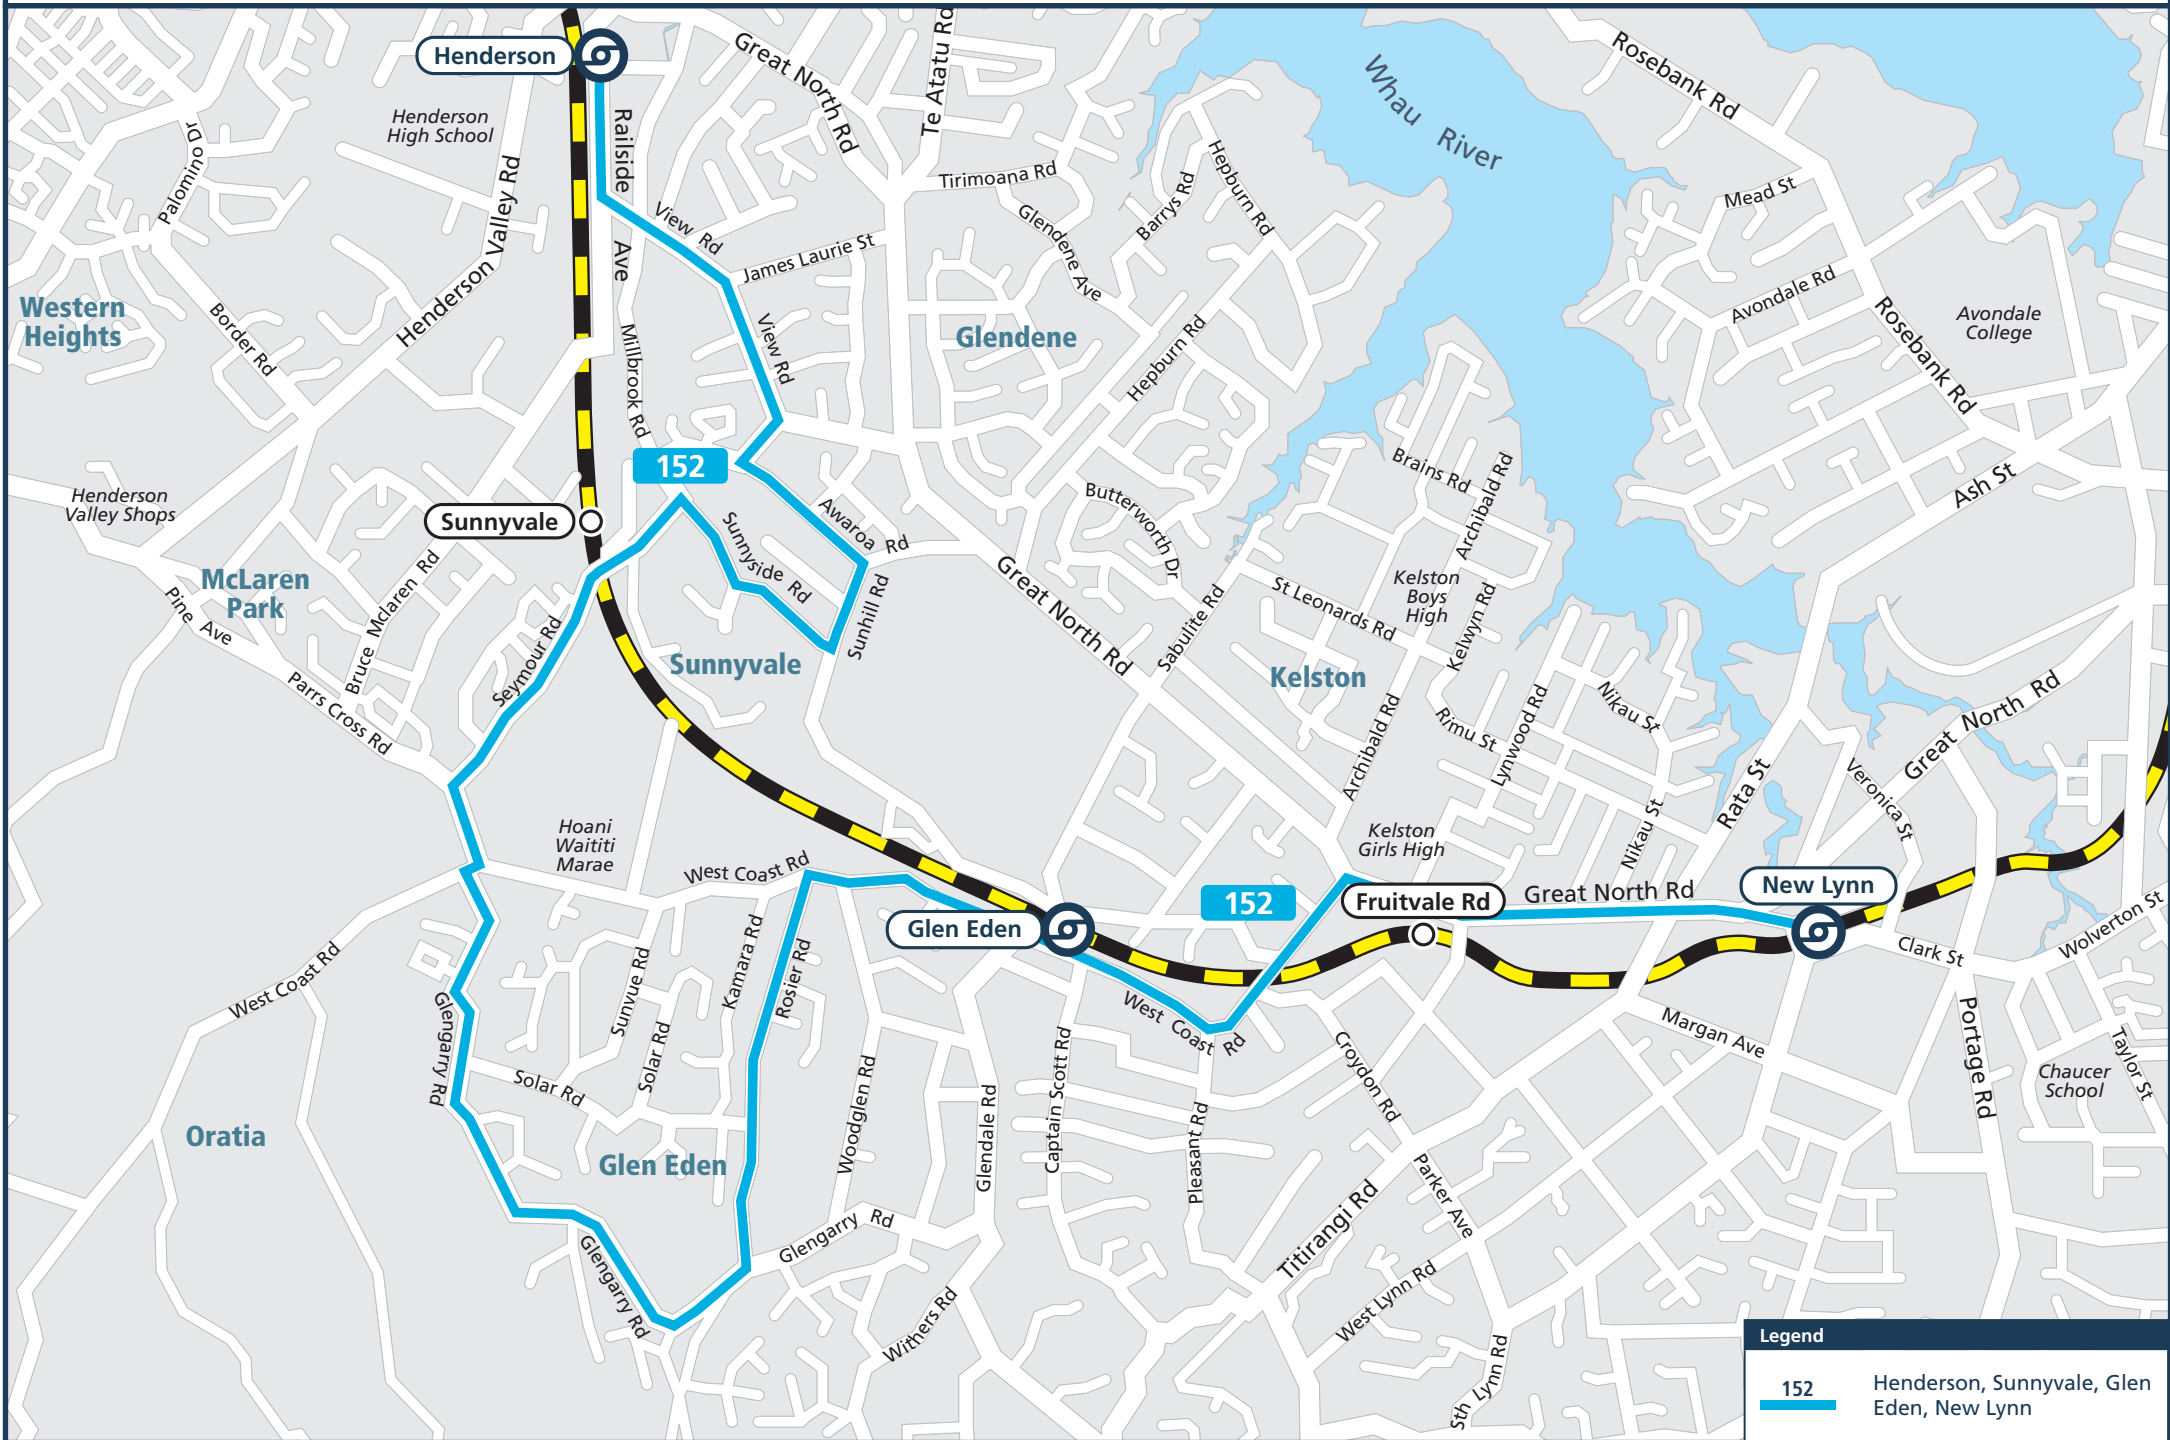 Henderson
Henderson
High School
Great North Rd
Te Atatu Rd
Whau River
Rosebank Rd
Palomino Dr
Railside
Ave
Henderson Valley Rd
View Rd
Tirimoana Rd
Barrys Rd
Hepburn Rd
Mead St
James Laurie St
Glendene Ave
Western
Heights
Border Rd
Millbrook Rd
View Rd
Glendene
Hepburn Rd
Avondale Rd
Rosebank Rd
Avondale
College
Henderson
Valley Shops
152
Sunnyvale
Awaroa Rd
Sunnyside Rd
Butterworth Dr
Brains Rd
Archibald Rd
Ash St
McLaren
Park
Pine Ave
Bruce Mclaren Rd
Seymour Rd
Sunnyvale
Sunhill Rd
Great North Rd
Sabulite Rd
St Leonards Rd
Kelston
Boys
High
Kelwyn Rd
Kelston
Parrs Cross Rd
Archibald Rd
Rimu St
Lynwood Rd
Nikau St
Great North Rd
Rata St
Veronica St
Hoani
Waititi
Marae
West Coast Rd
Kelston
Girls High
Nikau St
Glen Eden
152
Fruitvale Rd
Great North Rd
New Lynn
Clark St
Wolverton St
West Coast Rd
Glengarry Rd
Sunvue Rd
Kamara Rd
Rosier Rd
Solar Rd
Solar Rd
West Coast Rd
Captain Scott Rd
Croydon Rd
Margan Ave
Portage Rd
Taylor St
Chaucer
School
Oratia
Glen Eden
Woodglen Rd
Glendale Rd
Pleasant Rd
Parker Ave
Titirangi Rd
Glengarry Rd
Glengarry Rd
Withers Rd
West Lynn Rd
Sth Lynn Rd
Legend
152
Henderson, Sunnyvale, Glen
Eden, New Lynn